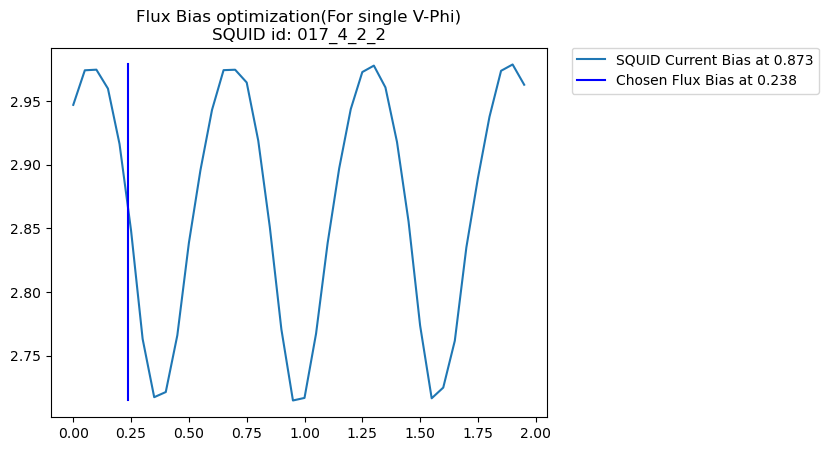 Flux Bias optimization(For single V-Phi)
SQUID id: 017_4_2_2
SQUID Current Bias at 0.873
Chosen Flux Bias at 0.238
2.95
2.90
2.85
2.80
2.75
0.00 0.25 0.50 0.75 1.00 1.25 1.50 1.75 2.00